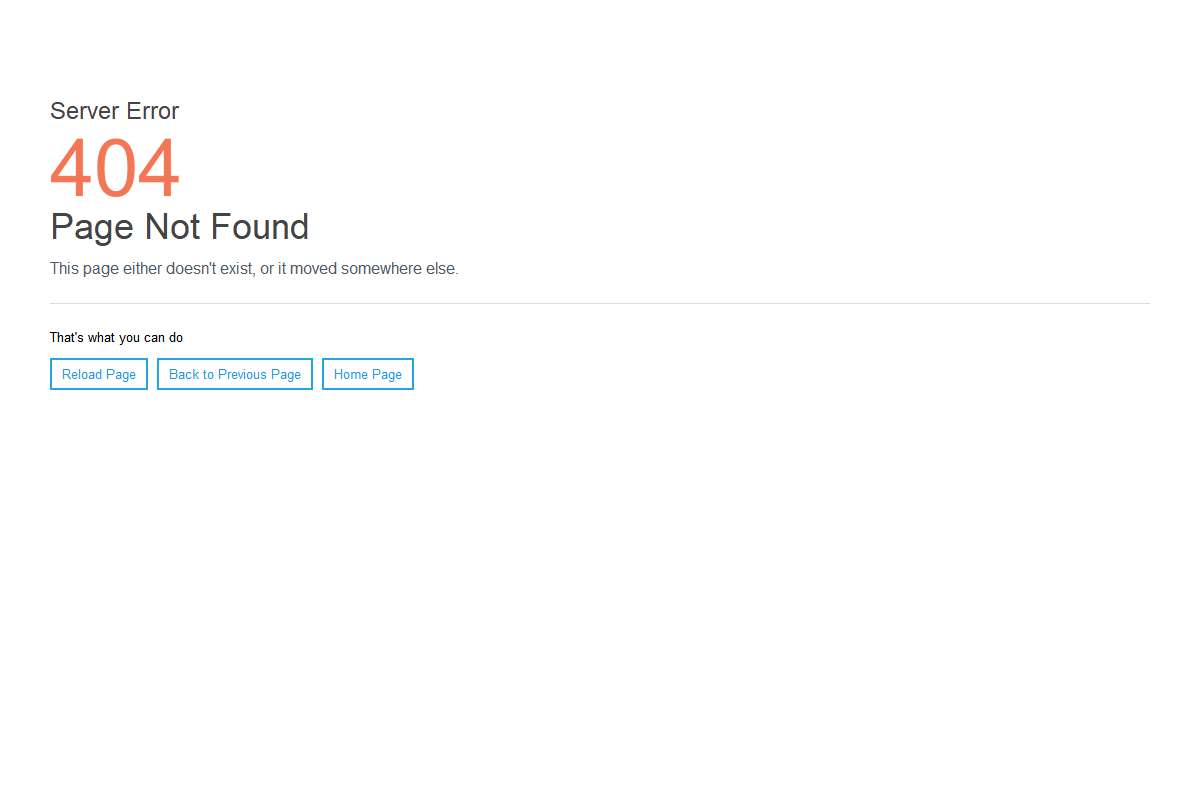 Server Error
404
Page Not Found
This page either doesn't exist, or it moved somewhere else.
That's what you can do
Reload Page Back to Previous Page Home Page